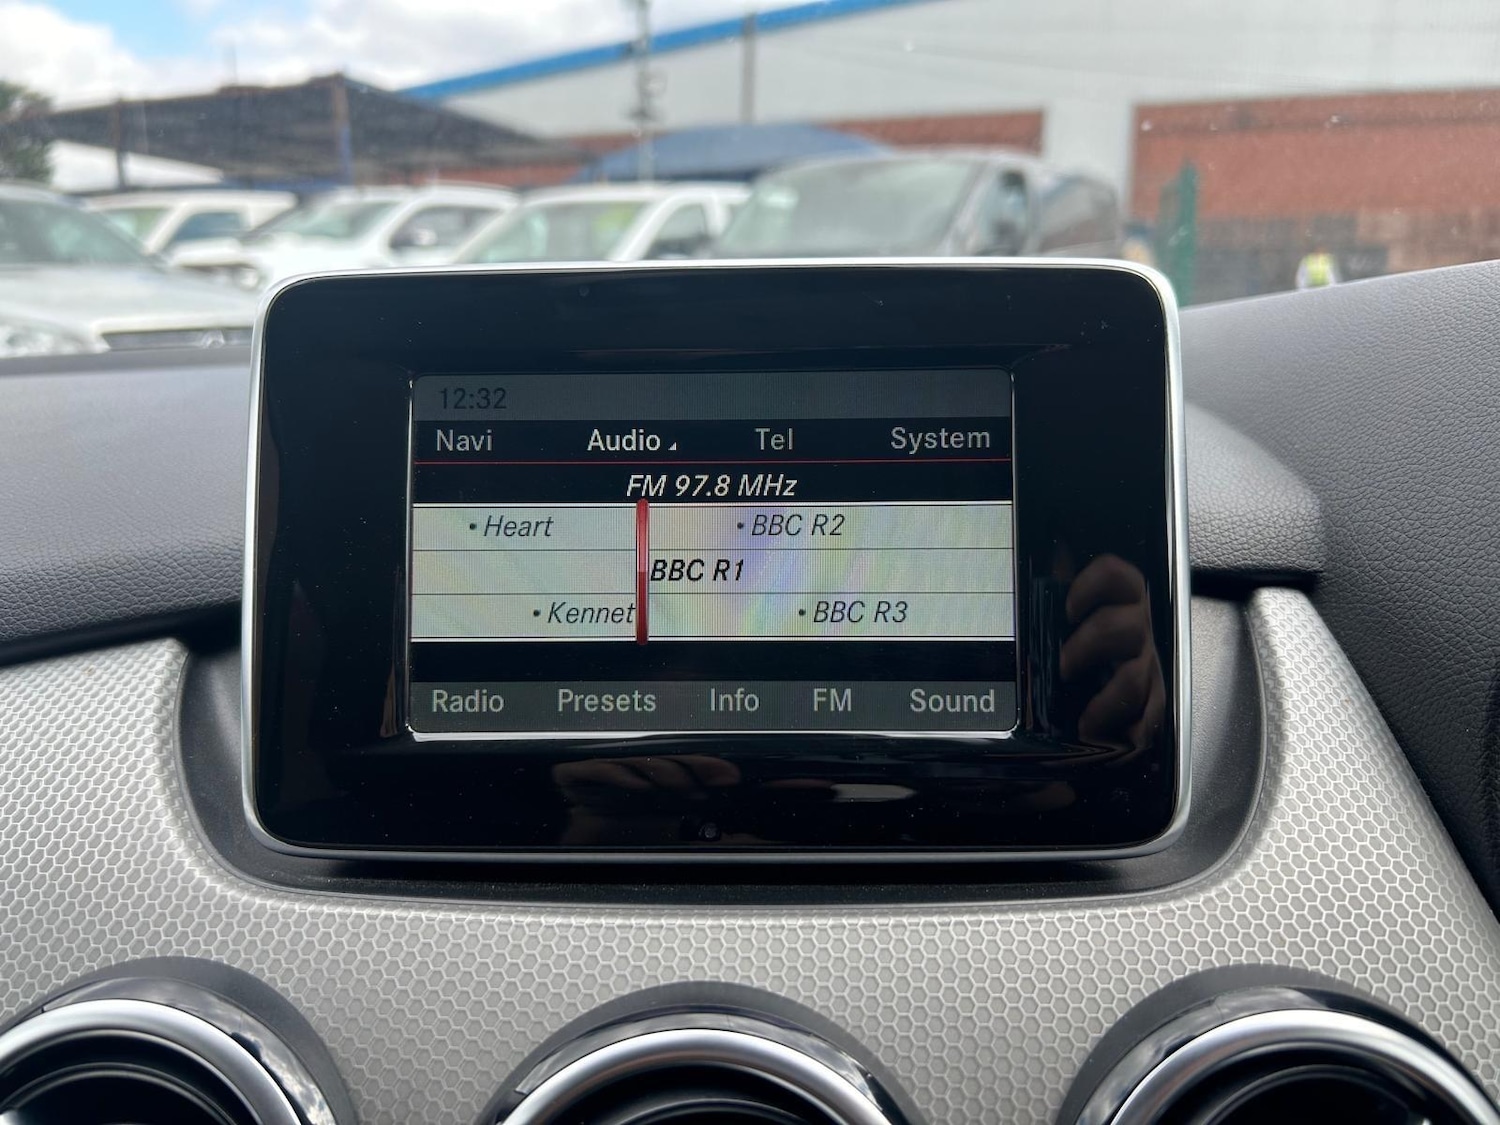 12:32
Navi Audio Tel System
FM 97.8 MHz
• Heart • BBC R2
BBC R1
• Kennet • BBC R3
Radio Presets Info FM Sound